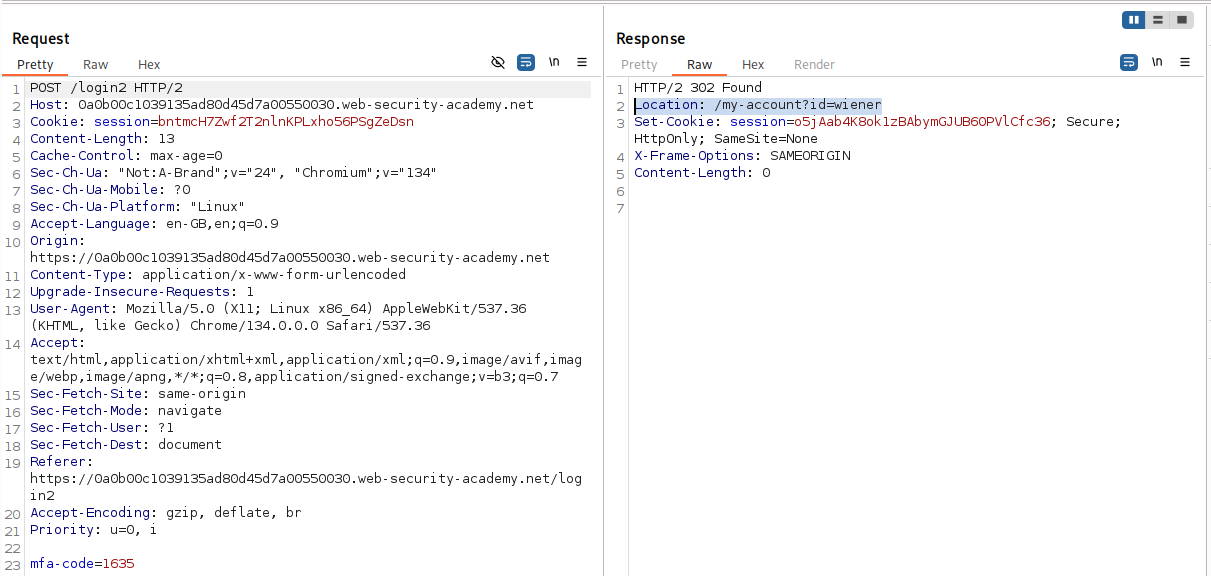 Request
Pretty Raw Hex \n
1 POST /login2 HTTP/2
2 Host: 0a0b00c1039135ad80d45d7a00550030.web-security-academy.net
3 Cookie: session=bntmcH7Zwf2T2nlnKPLxho56PSgZeDsn
4 Content-Length: 13
5 Cache-Control: max-age=0
6 Sec-Ch-Ua: "Not:A-Brand";v="24", "Chromium";v="134"
7 Sec-Ch-Ua-Mobile: ?0
8 Sec-Ch-Ua-Platform: "Linux"
9 Accept-Language: en-GB,en;q=0.9
10 Origin:
https://0a0b00c1039135ad80d45d7a00550030.web-security-academy.net
11 Content-Type: application/x-www-form-urlencoded
12 Upgrade-Insecure-Requests: 1
13 User-Agent: Mozilla/5.0 (X11; Linux x86_64) AppleWebKit/537.36
(KHTML, like Gecko) Chrome/134.0.0.0 Safari/537.36
14 Accept:
text/html,application/xhtml+xml,application/xml;q=0.9,image/avif,imag
e/webp,image/apng,*/*;q=0.8,application/signed-exchange;v=b3;q=0.7
15 Sec-Fetch-Site: same-origin
16 Sec-Fetch-Mode: navigate
17 Sec-Fetch-User: ?1
18 Sec-Fetch-Dest: document
19 Referer:
https://0a0b00c1039135ad80d45d7a00550030.web-security-academy.net/log
in2
20 Accept-Encoding: gzip, deflate, br
21 Priority: u=0, i
22
23 mfa-code=1635
Response
Pretty Raw Hex Render \n
1 HTTP/2 302 Found
2 Location: /my-account?id=wiener
3 Set-Cookie: session=o5jAab4K8ok1zBAbymGJUB6OPVlCfc36; Secure;
HttpOnly; SameSite=None
4 X-Frame-Options: SAMEORIGIN
5 Content-Length: 0
6
7